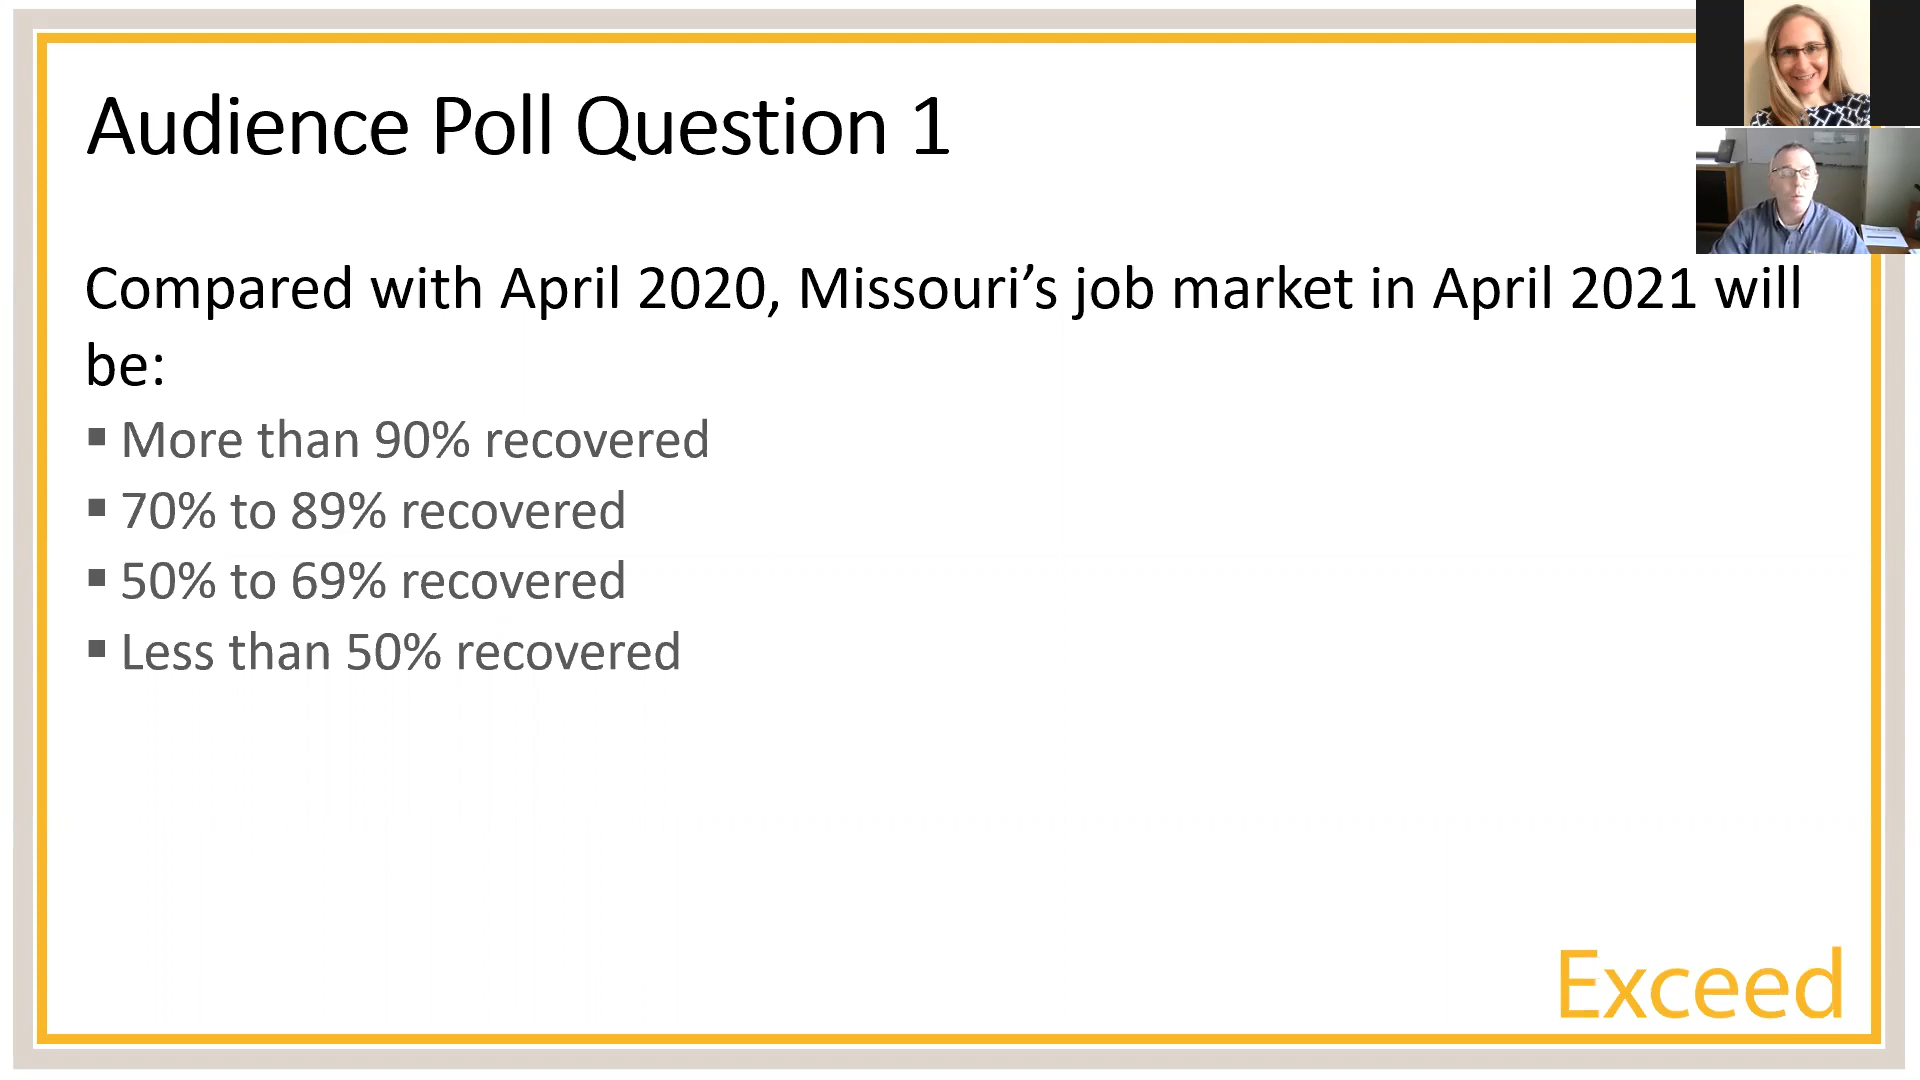 Audience Poll Question 1
Compared with April 2020, Missouri’s job market in April 2021 will
be:
▪ More than 90% recovered
▪ 70% to 89% recovered
▪ 50% to 69% recovered
▪ Less than 50% recovered
Exceed